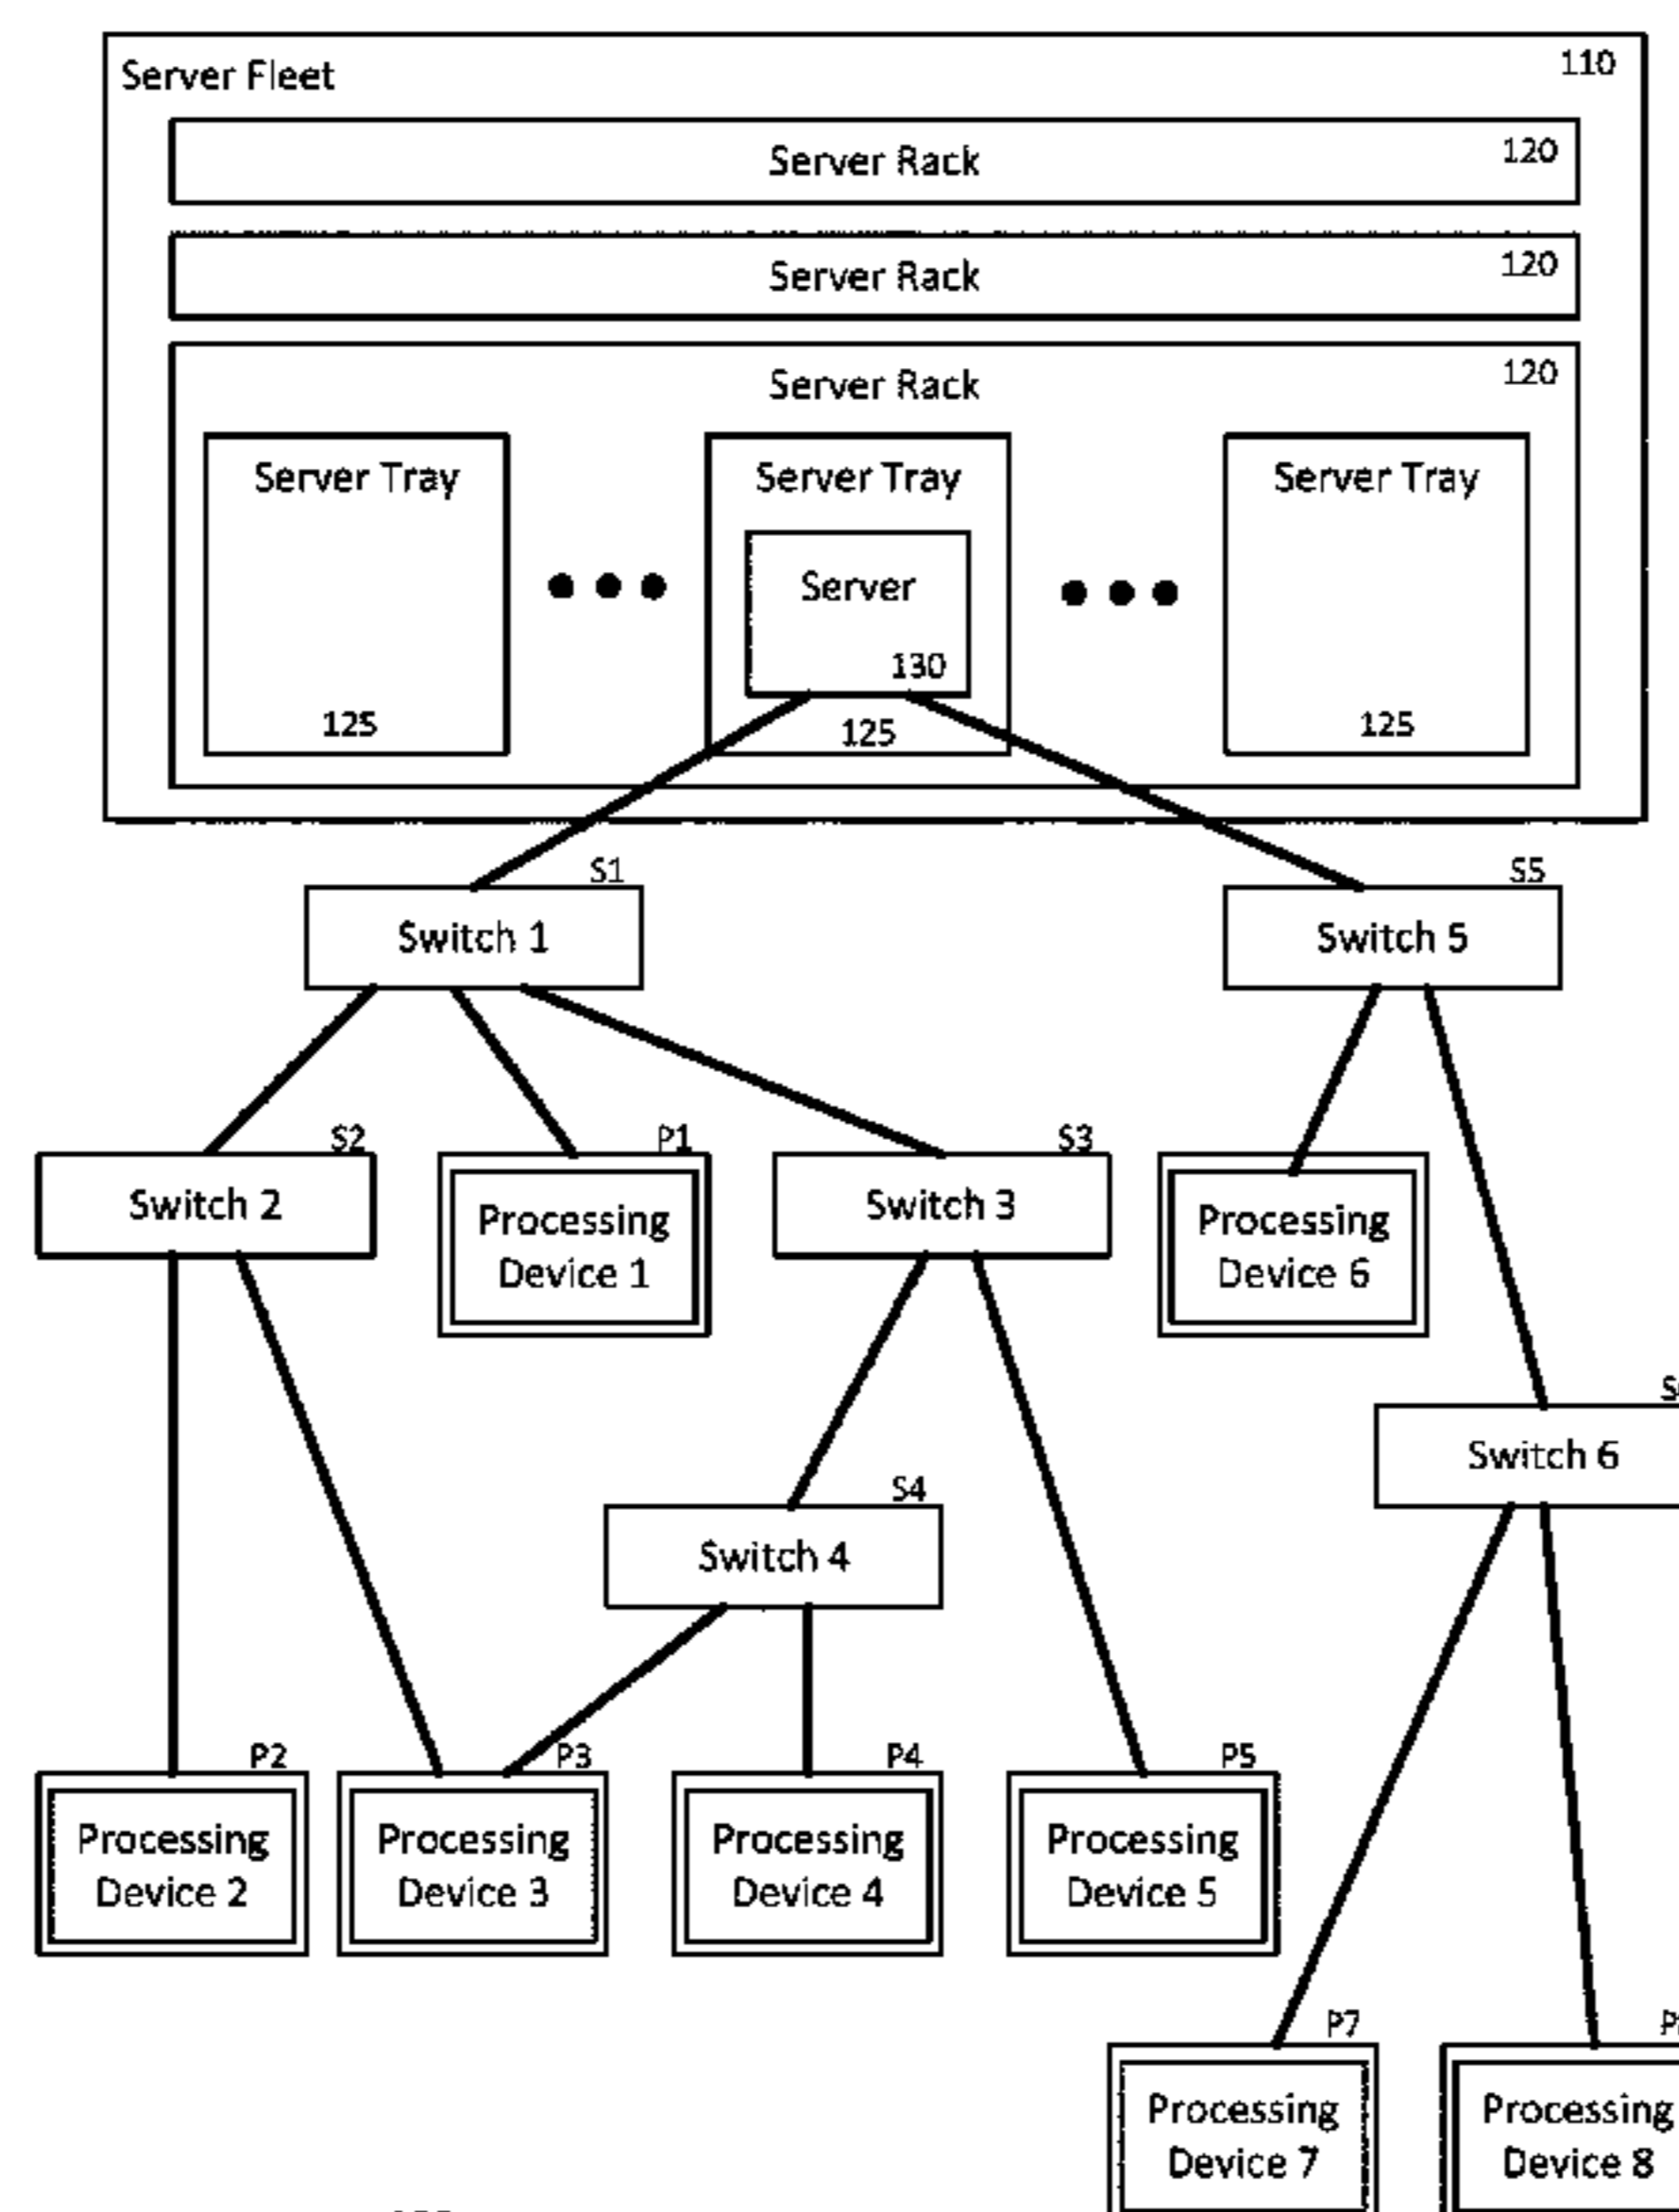 Server Fleet
110
Server Rack
120
Server Rack
120
Server Rack
120
Server Tray
125
Server Tray
Server
130
125
Server Tray
125
S1
Switch 1
S5
Switch 5
S2
Switch 2
P1
Processing
Device 1
S3
Switch 3
Processing
Device 6
Switch 6
S4
Switch 4
P2
Processing
Device 2
P3
Processing
Device 3
P4
Processing
Device 4
P5
Processing
Device 5
P7
Processing
Device 7
Processing
Device 8